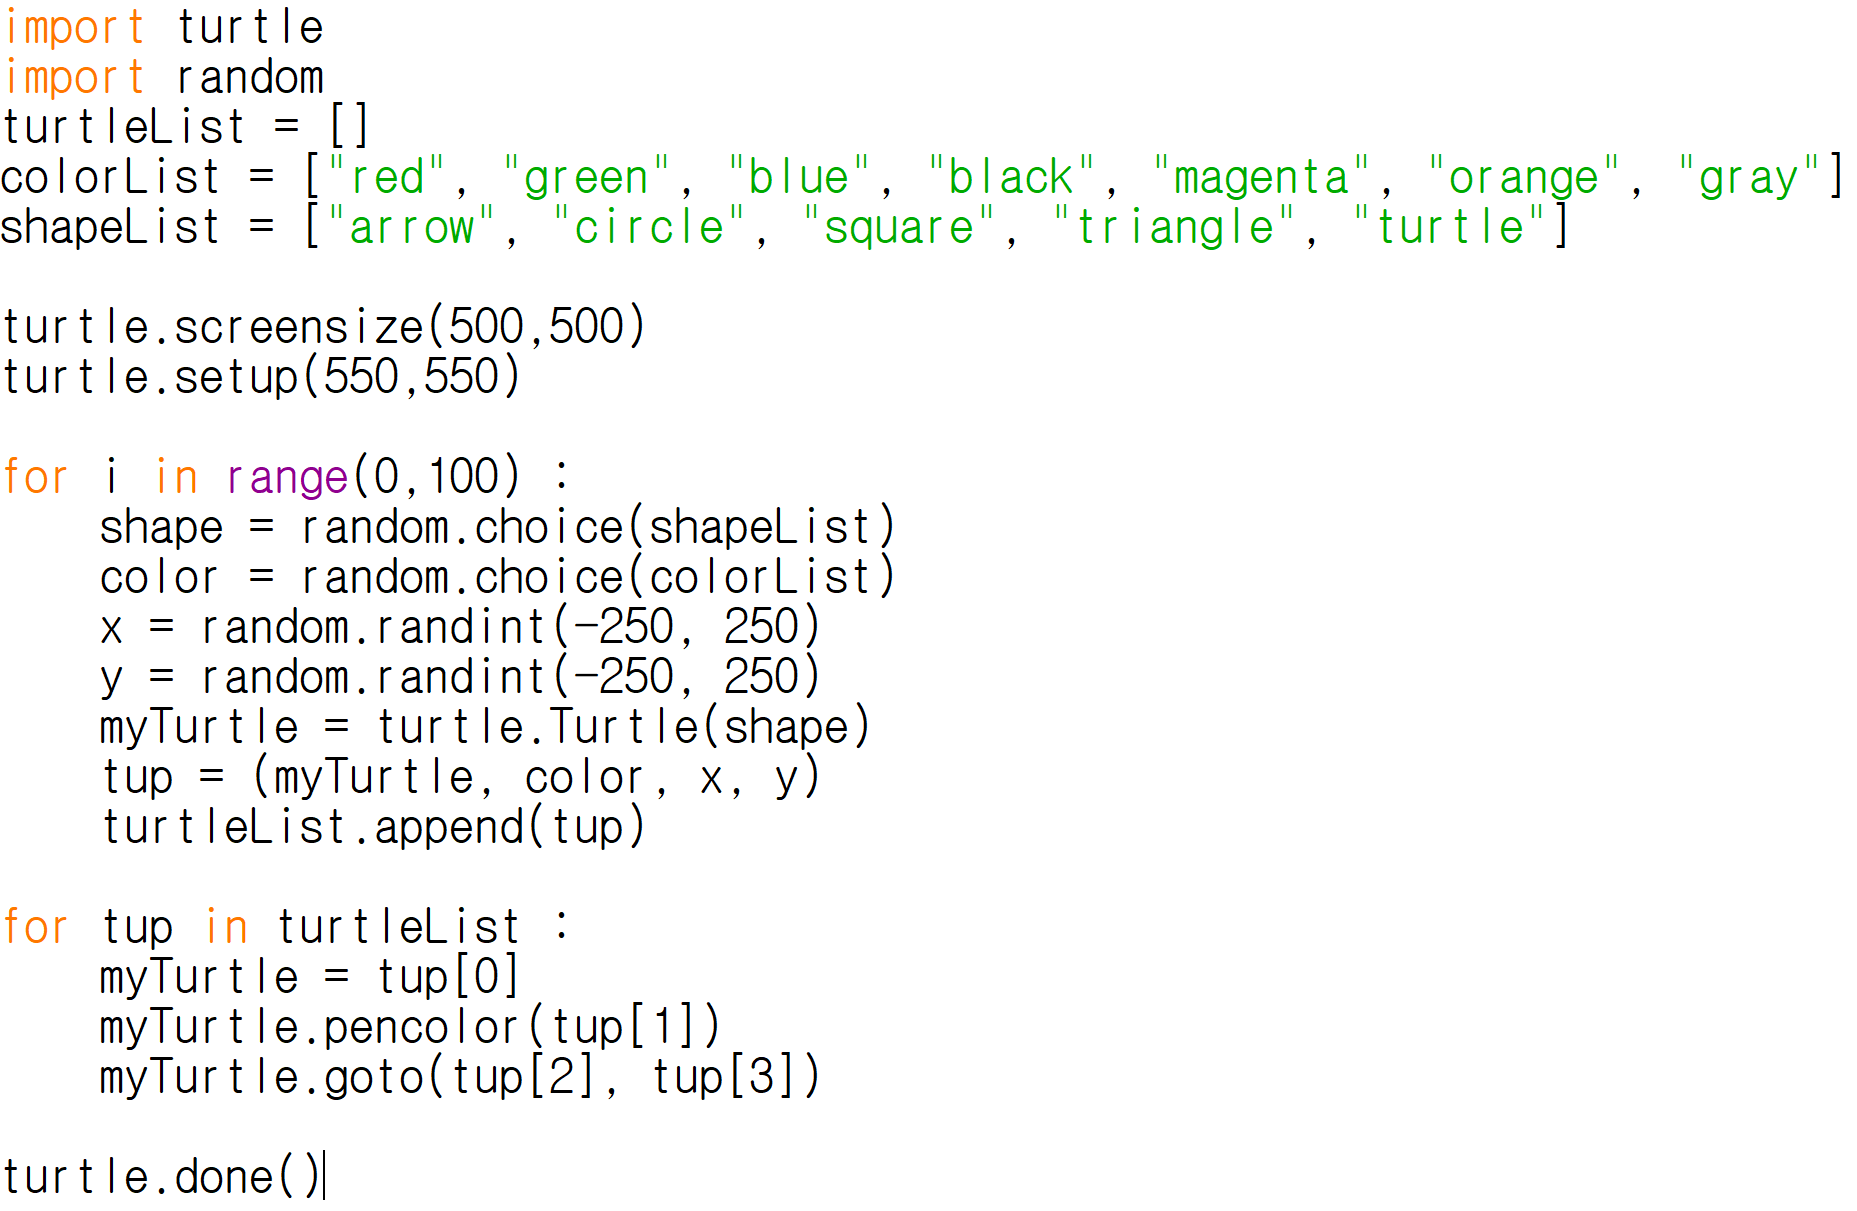 import turtle
import random
turtleList = []
colorList = ["red", "green", "blue", "black", "magenta", "orange", "gray"]
shapeList = ["arrow", "circle", "square", "triangle", "turtle"]

turtle.screensize(500,500)
turtle.setup(550,550)

for i in range(0,100) :
    shape = random.choice(shapeList)
    color = random.choice(colorList)
    x = random.randint(-250, 250)
    y = random.randint(-250, 250)
    myTurtle = turtle.Turtle(shape)
    tup = (myTurtle, color, x, y)
    turtleList.append(tup)

for tup in turtleList :
    myTurtle = tup[0]
    myTurtle.pencolor(tup[1])
    myTurtle.goto(tup[2], tup[3])

turtle.done()